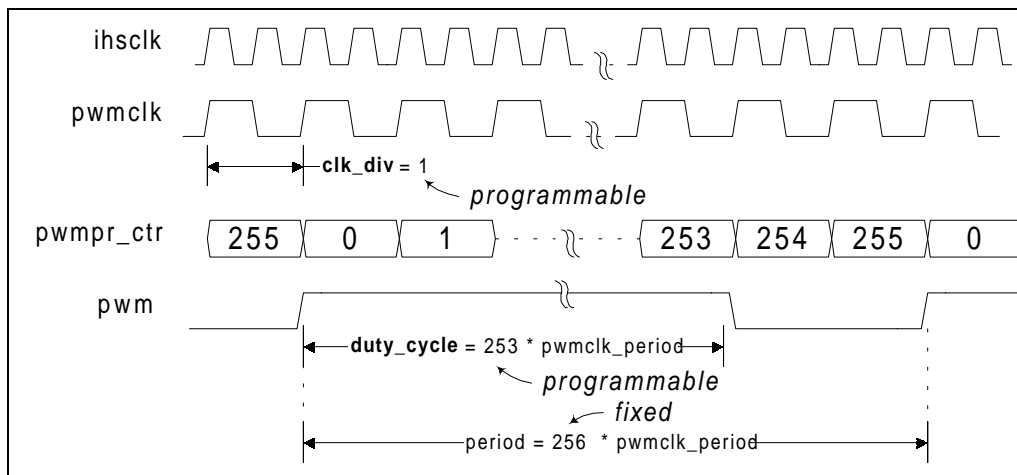 ihsclk
pwmclk
clk_div = 1
programmable
pwmpr_ctr 255 0 1 253 254 255 0
pwm
duty_cycle = 253 * pwmclk_period
programmable
fixed
period = 256 * pwmclk_period